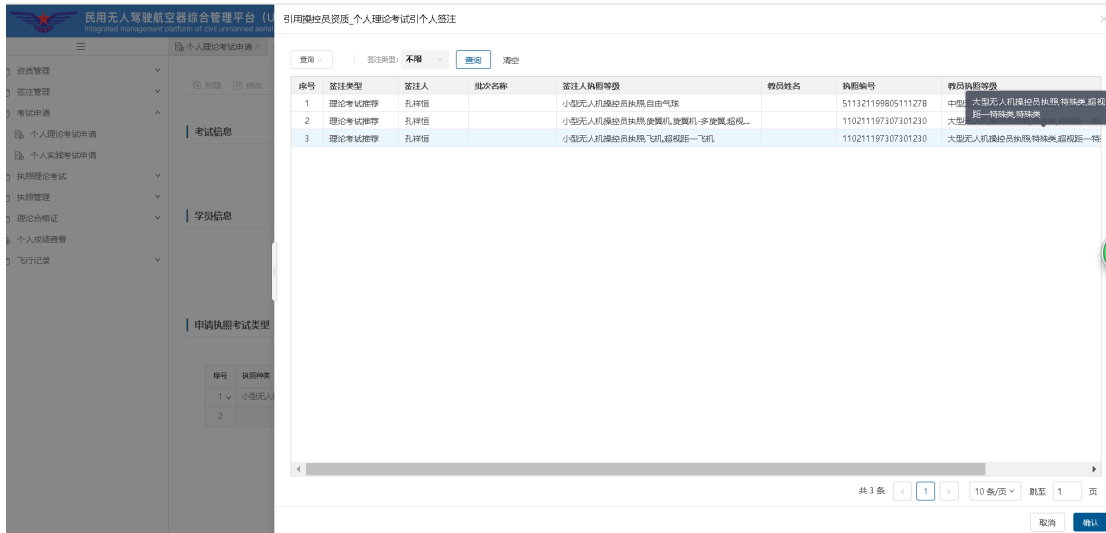 民用无人驾驶航空器综合管理平台（U
Integrated management platform of civil unmanned aerial
引用操控员资质_个人理论考试引个人签注
个人理论考试申请 ×
资质管理
签注管理
考试申请
个人理论考试申请
个人实践考试申请
执照理论考试
执照管理
理论合格证
个人成绩查看
飞行记录
新建 修改
考试信息
学员信息
申请执照考试类型
序号 执照种类
1 小型无人
2
查询 签注类型: 不限 查询 清空
序号 签注类型 签注人 批次名称 签注人执照等级 教员姓名 执照编号 教员执照等级
1 理论考试推荐 孔祥恒 小型无人机操控员执照,自由气球 511321199805111278 中型
2 理论考试推荐 孔祥恒 小型无人机操控员执照,旋翼机,旋翼机-多旋翼,超视... 110211197307301230 大型
3 理论考试推荐 孔祥恒 小型无人机操控员执照,飞机,超视距—飞机 110211197307301230 大型无人机操控员执照,特殊类,超视距—特
大型无人机操控员执照,特殊类,超视
距—特殊类,特殊类
共 3 条 < 1 > 10 条/页 跳至 1 页
取消 确认